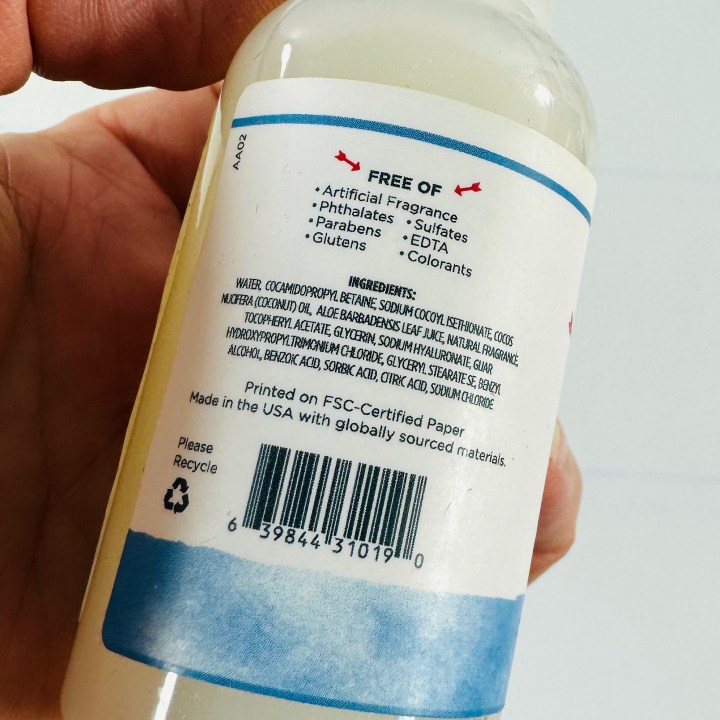 AA02
FREE OF
• Artificial Fragrance
• Phthalates • Sulfates
• Parabens • EDTA
• Glutens • Colorants
INGREDIENTS:
WATER, COCAMIDOPROPYL BETAINE, SODIUM COCOYL ISETHIONATE, COCOS
NUCIFERA (COCONUT) OIL, ALOE BARBADENSIS LEAF JUICE, NATURAL FRAGRANCE,
TOCOPHERYL ACETATE, GLYCERIN, SODIUM HYALURONATE, GUAR
HYDROXYPROPYLTRIMONIUM CHLORIDE, GLYCERYL STEARATE SE, BENZYL
ALCOHOL, BENZOIC ACID, SORBIC ACID, CITRIC ACID, SODIUM CHLORIDE
Printed on FSC-Certified Paper
Made in the USA with globally sourced materials.
Please
Recycle
6 39844 31019 0